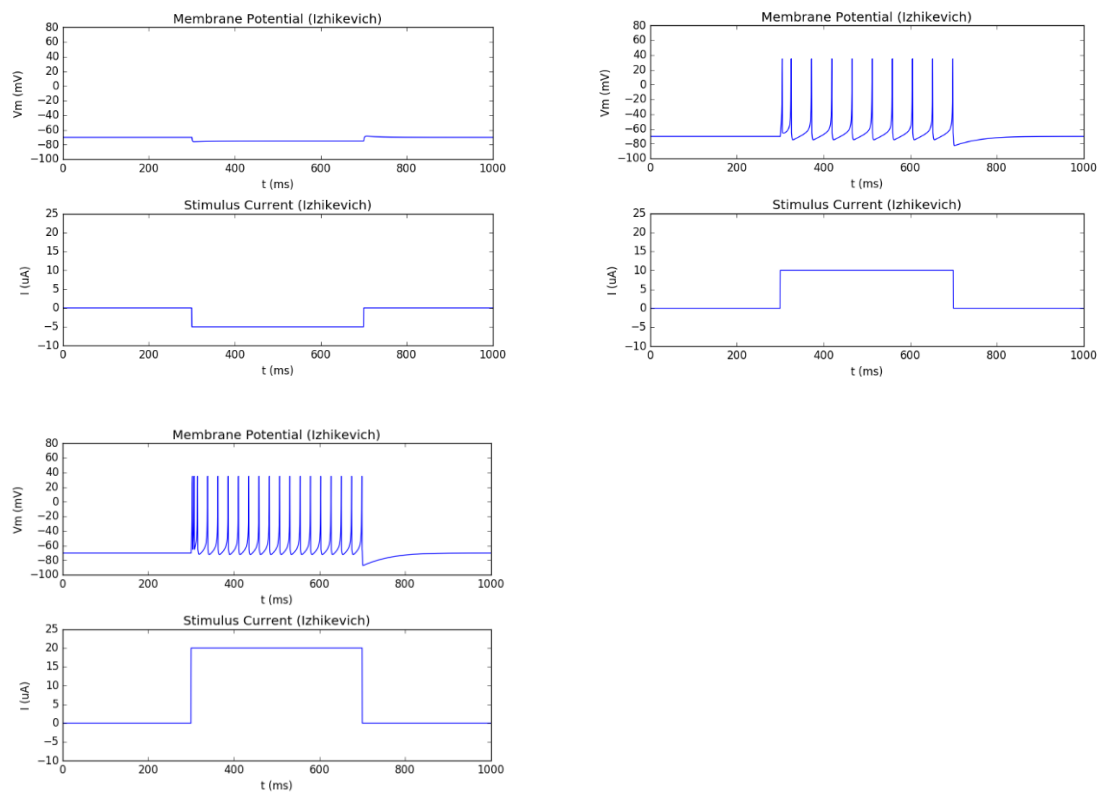 Membrane Potential (Izhikevich)
80
60
40
20
0
−20
−40
−60
−80
−100
Vm (mV)
0 200 400 600 800 1000
t (ms)
Stimulus Current (Izhikevich)
25
20
15
10
5
0
−5
−10
I (uA)
0 200 400 600 800 1000
t (ms)
Membrane Potential (Izhikevich)
80
60
40
20
0
−20
−40
−60
−80
−100
Vm (mV)
0 200 400 600 800 1000
t (ms)
Stimulus Current (Izhikevich)
25
20
15
10
5
0
−5
−10
I (uA)
0 200 400 600 800 1000
t (ms)
Membrane Potential (Izhikevich)
80
60
40
20
0
−20
−40
−60
−80
−100
Vm (mV)
0 200 400 600 800 1000
t (ms)
Stimulus Current (Izhikevich)
25
20
15
10
5
0
−5
−10
I (uA)
0 200 400 600 800 1000
t (ms)